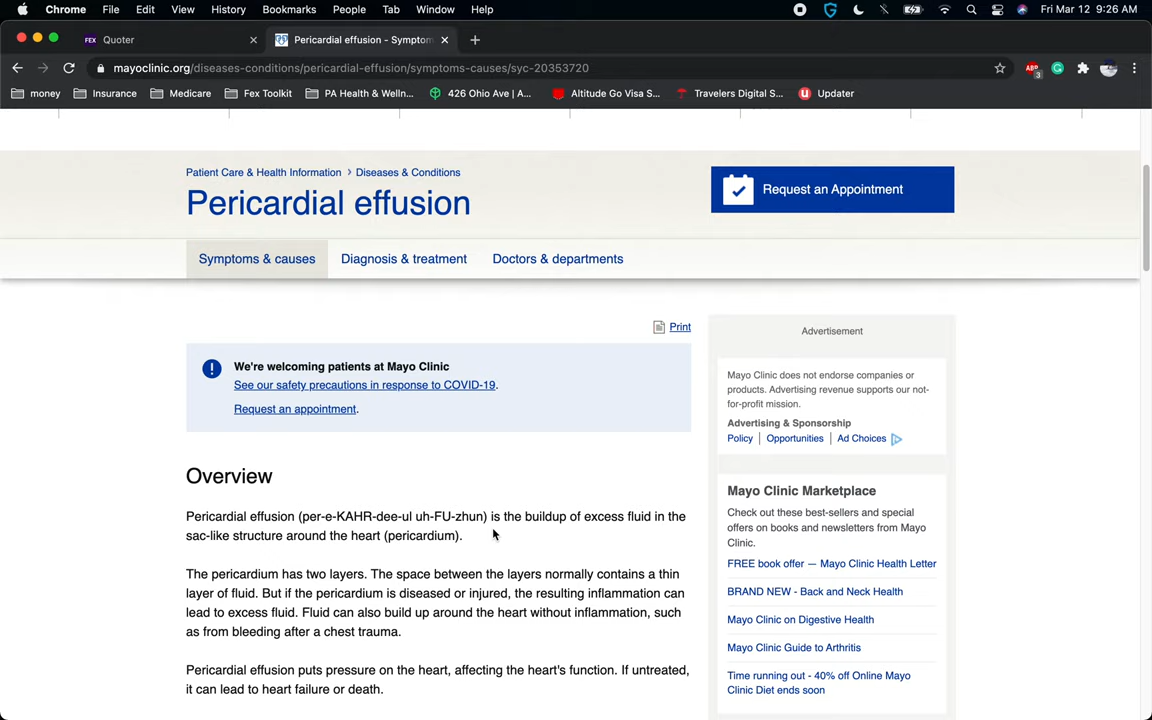 Chrome File Edit View History Bookmarks People Tab Window Help Fri Mar 12 9:26 AM
FEX Quoter Pericardial effusion - Symptom
mayoclinic.org/diseases-conditions/pericardial-effusion/symptoms-causes/syc-20353720 ABP 3
money Insurance Medicare Fex Toolkit PA Health & Welln... 426 Ohio Ave | A... Altitude Go Visa S... Travelers Digital S... Updater
Patient Care & Health Information > Diseases & Conditions
Pericardial effusion
Request an Appointment
Symptoms & causes Diagnosis & treatment Doctors & departments
Print
We're welcoming patients at Mayo Clinic
See our safety precautions in response to COVID-19.
Request an appointment.
Overview
Pericardial effusion (per-e-KAHR-dee-ul uh-FU-zhun) is the buildup of excess fluid in the
sac-like structure around the heart (pericardium).
The pericardium has two layers. The space between the layers normally contains a thin
layer of fluid. But if the pericardium is diseased or injured, the resulting inflammation can
lead to excess fluid. Fluid can also build up around the heart without inflammation, such
as from bleeding after a chest trauma.
Pericardial effusion puts pressure on the heart, affecting the heart's function. If untreated,
it can lead to heart failure or death.
Advertisement
Mayo Clinic does not endorse companies or
products. Advertising revenue supports our not-
for-profit mission.
Advertising & Sponsorship
Policy | Opportunities | Ad Choices
Mayo Clinic Marketplace
Check out these best-sellers and special
offers on books and newsletters from Mayo
Clinic.
FREE book offer — Mayo Clinic Health Letter
BRAND NEW - Back and Neck Health
Mayo Clinic on Digestive Health
Mayo Clinic Guide to Arthritis
Time running out - 40% off Online Mayo
Clinic Diet ends soon